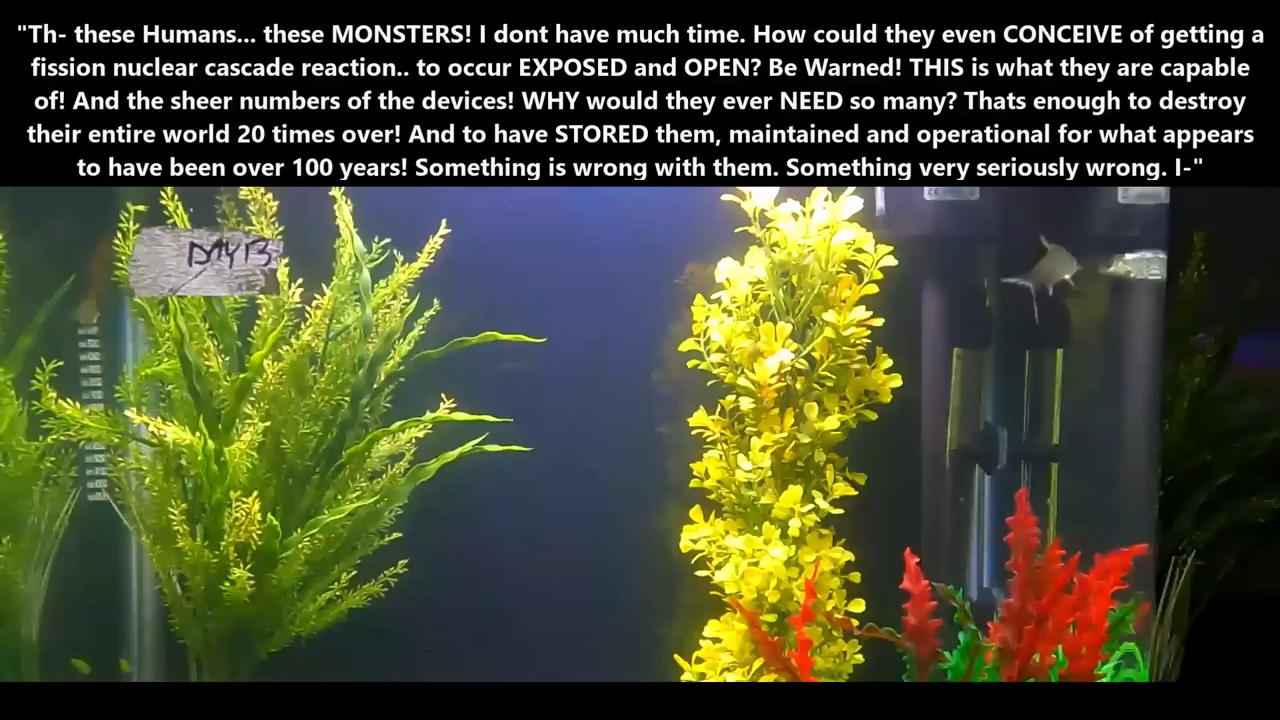 "Th- these Humans... these MONSTERS! I dont have much time. How could they even CONCEIVE of getting a
fission nuclear cascade reaction.. to occur EXPOSED and OPEN? Be Warned! THIS is what they are capable
of! And the sheer numbers of the devices! WHY would they ever NEED so many? Thats enough to destroy
their entire world 20 times over! And to have STORED them, maintained and operational for what appears
to have been over 100 years! Something is wrong with them. Something very seriously wrong. I-"
DAY 13